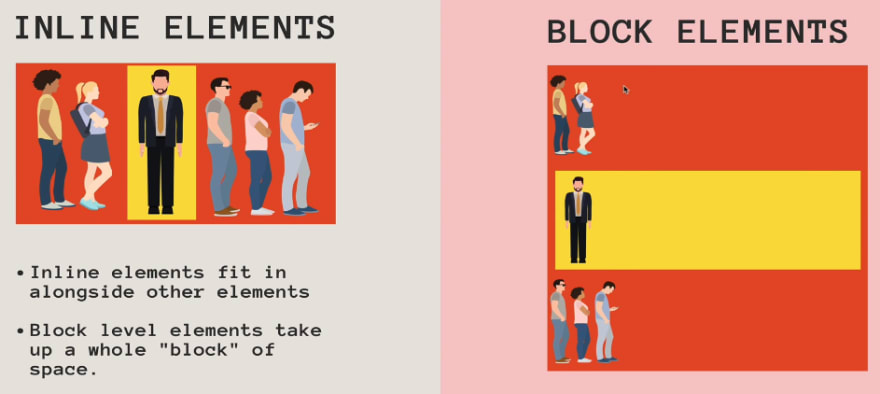 INLINE ELEMENTS
• Inline elements fit in
alongside other elements
• Block level elements take
up a whole "block" of
space.
BLOCK ELEMENTS